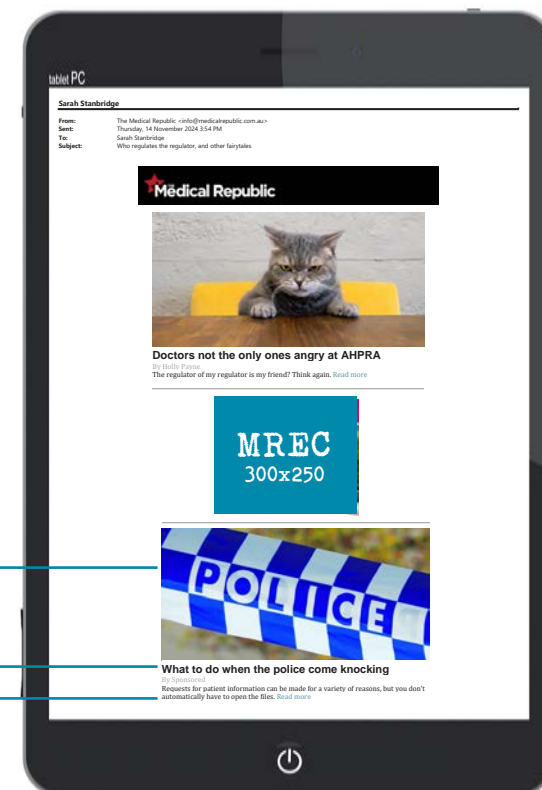 tablet PC
Sarah Stanbridge
From: The Medical Republic <info@medicalrepublic.com.au>
Sent: Thursday, 14 November 2024 3:54 PM
To: Sarah Stanbridge
Subject: Who regulates the regulator, and other fairytales
THE Mëdical Republic
Doctors not the only ones angry at AHPRA
By Holly Payne
The regulator of my regulator is my friend? Think again. Read more
MREC
300x250
POLICE
What to do when the police come knocking
By Sponsored
Requests for patient information can be made for a variety of reasons, but you don't
automatically have to open the files. Read more